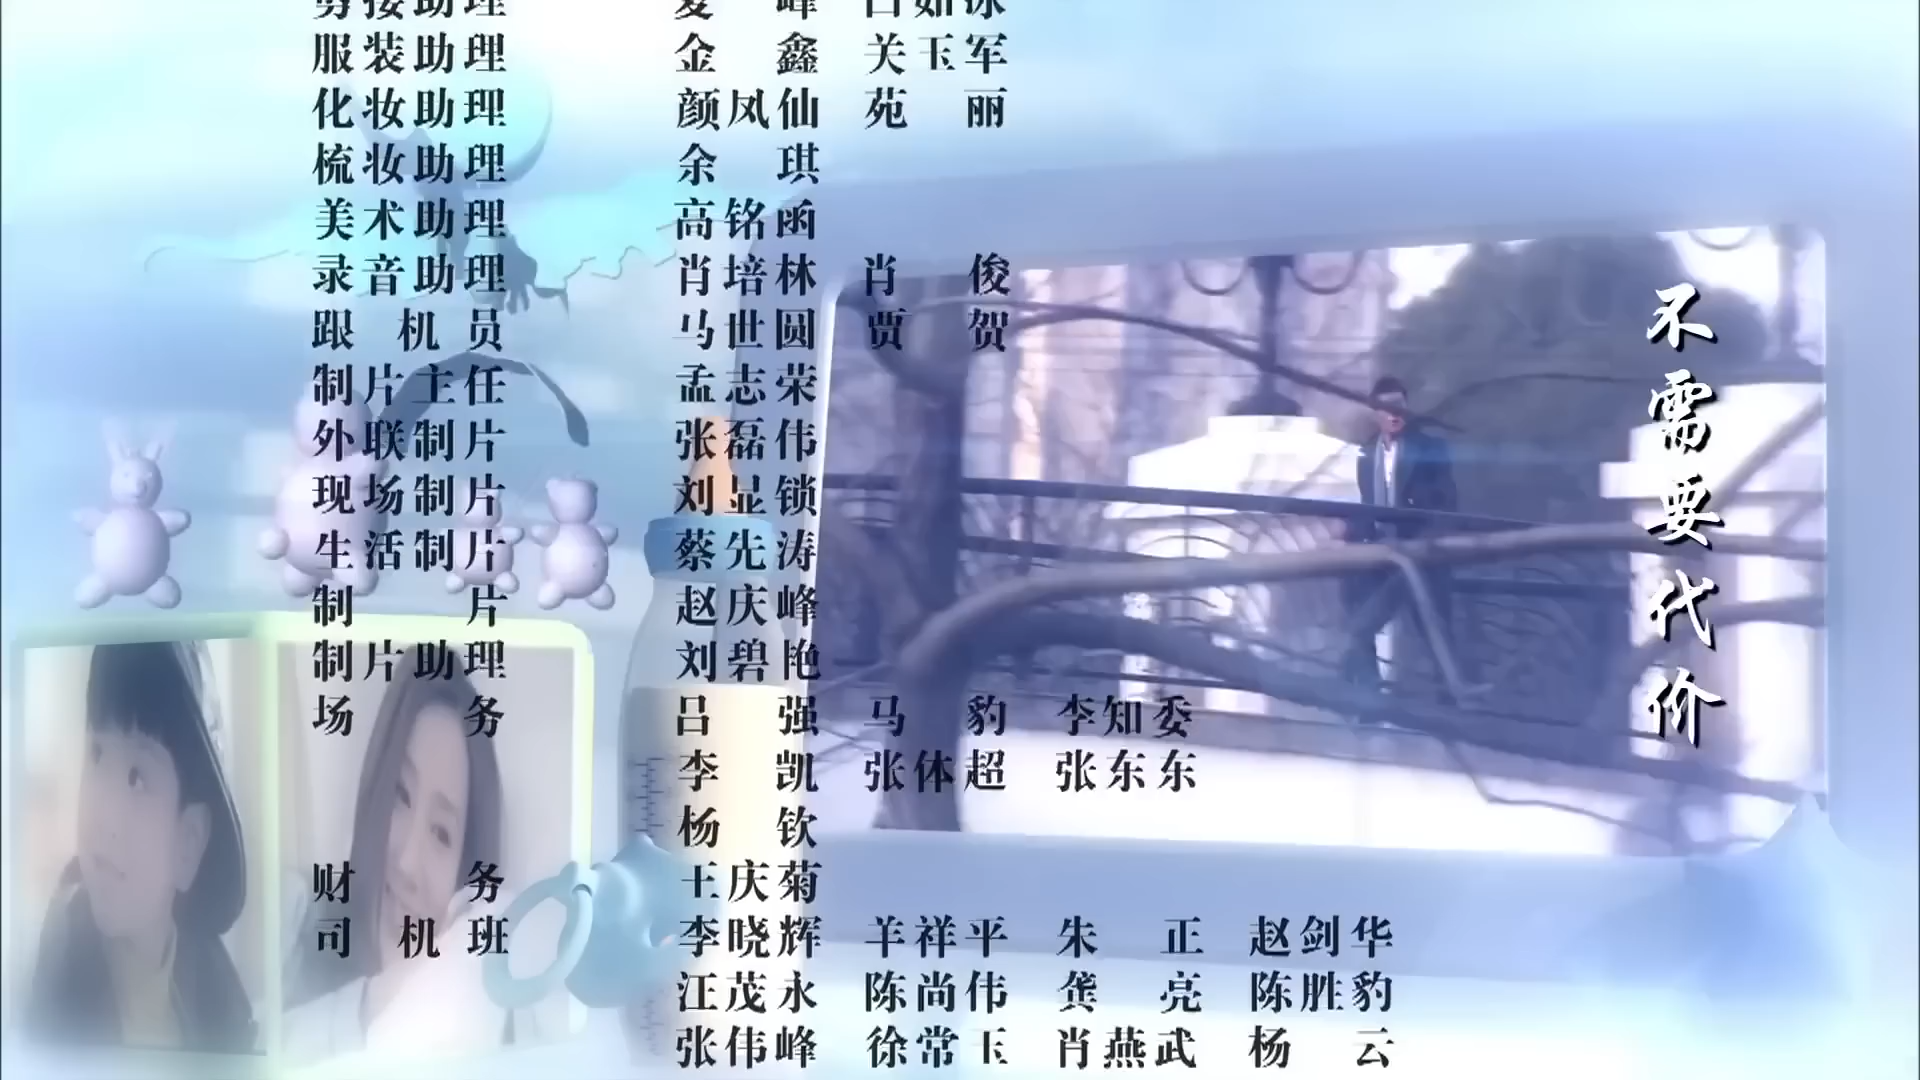 服装助理 金鑫 关玉军
化妆助理 颜凤仙 苑丽
梳妆助理 余琪
美术助理 高铭函
录音助理 肖培林 肖俊
跟机员 马世圆 贾贺
制片主任 孟志荣
外联制片 张磊伟
现场制片 刘显锁
生活制片 蔡先涛
制片 赵庆峰
制片助理 刘碧艳
场务 吕强 马豹 李知委
李凯 张体超 张东东
杨钦
财务 王庆菊
司机班 李晓辉 羊祥平 朱正 赵剑华
汪茂永 陈尚伟 龚亮 陈胜豹
张伟峰 徐常玉 肖燕武 杨云
不需要代价